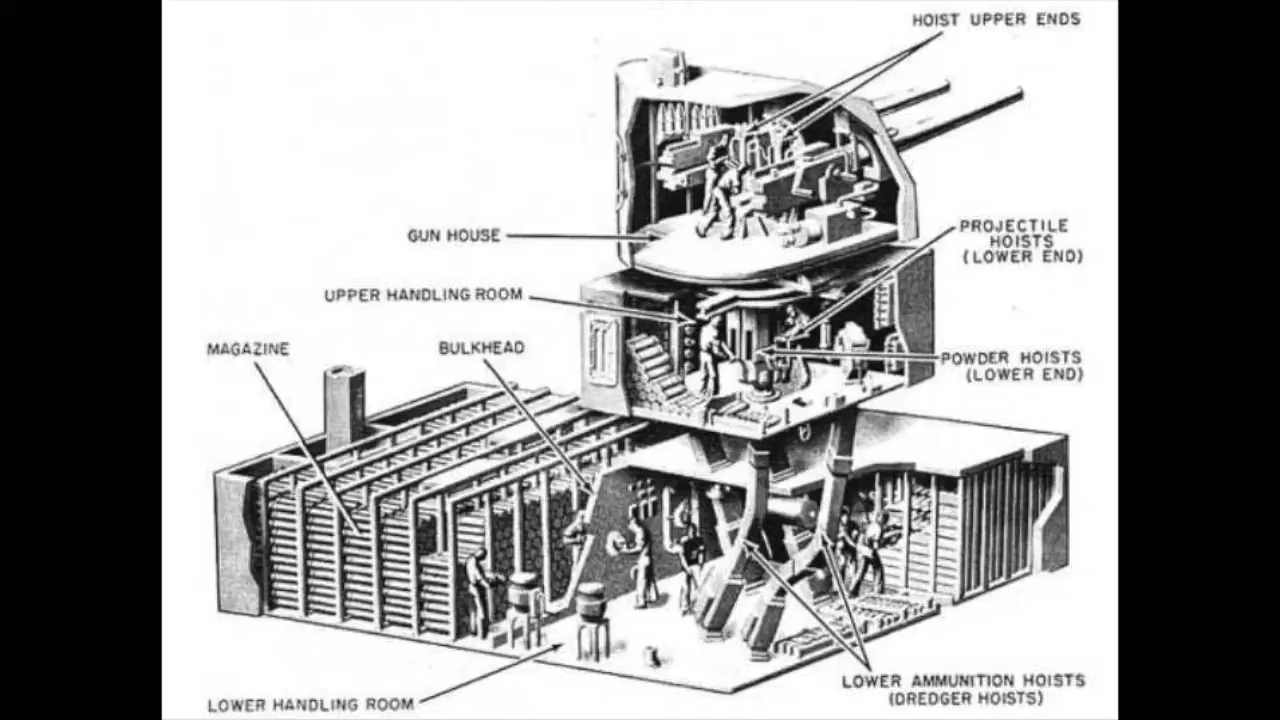 HOIST UPPER ENDS
GUN HOUSE
PROJECTILE
HOISTS
(LOWER END)
UPPER HANDLING ROOM
MAGAZINE
BULKHEAD
POWDER HOISTS
(LOWER END)
LOWER AMMUNITION HOISTS
(DREDGER HOISTS)
LOWER HANDLING ROOM